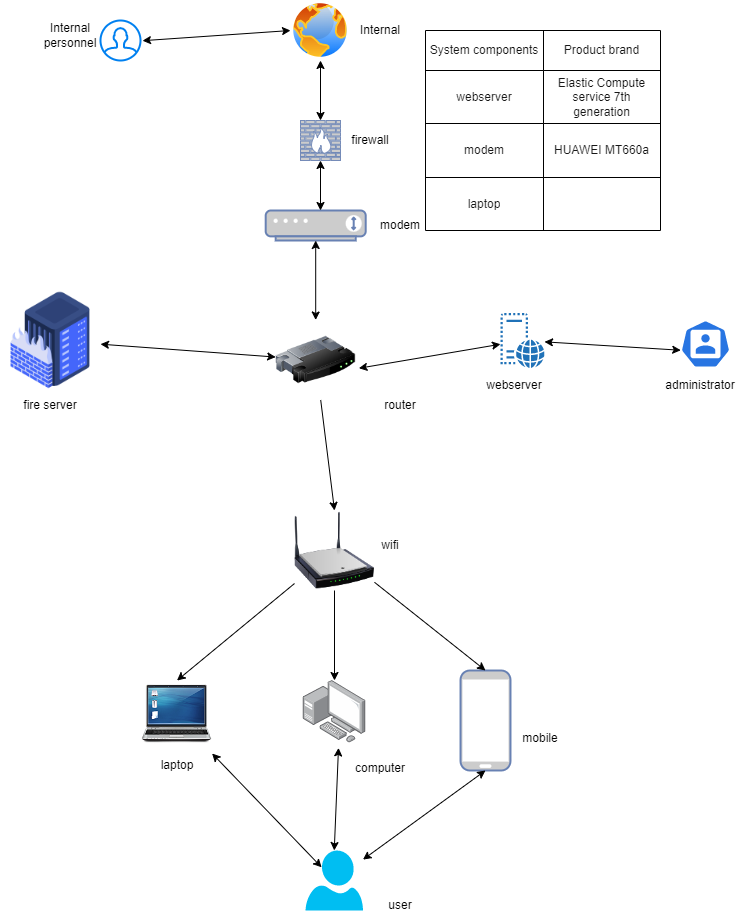 Internal
personnel
Internal
System components
Product brand
webserver
Elastic Compute
service 7th
generation
firewall
modem
HUAWEI MT660a
modem
laptop
fire server
router
webserver
administrator
wifi
laptop
computer
mobile
user